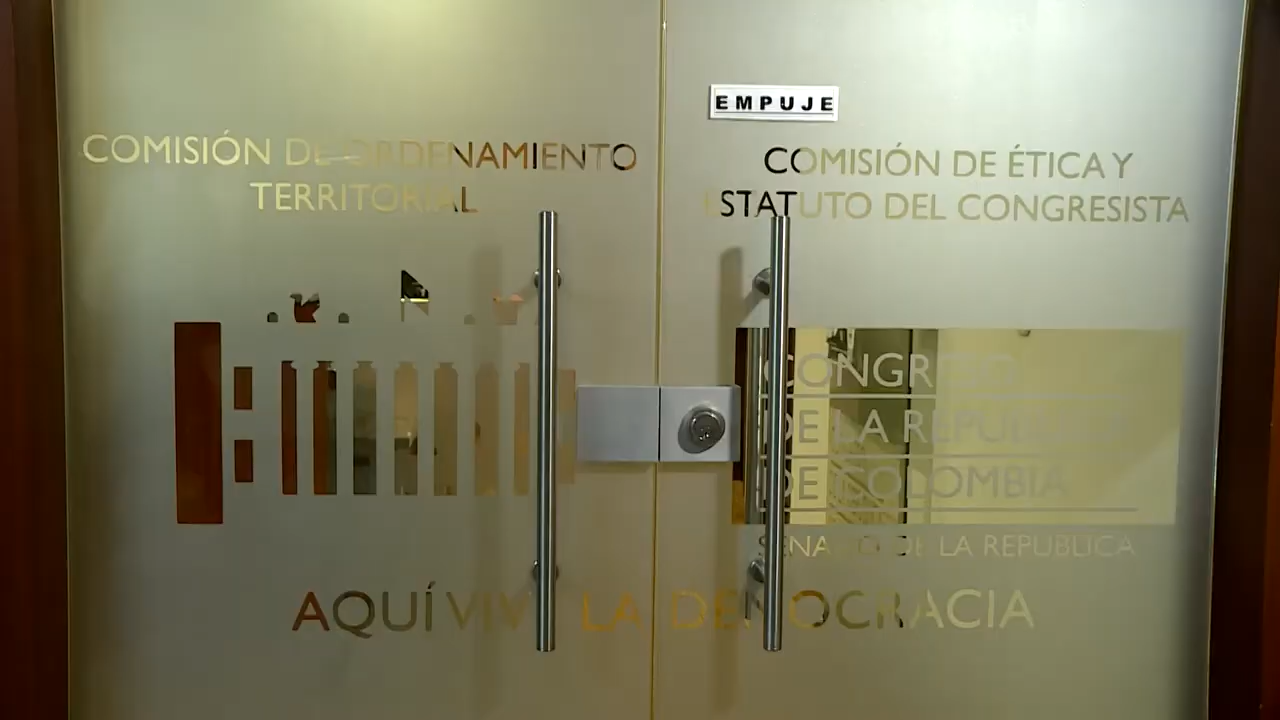 EMPUJE
COMISIÓN DE ORDENAMIENTO
TERRITORIAL
COMISIÓN DE ÉTICA Y
ESTATUTO DEL CONGRESISTA
CONGRESO
DE LA REPUBLICA
DE COLOMBIA
SENADO DE LA REPUBLICA
AQUÍ VIVE LA DEMOCRACIA